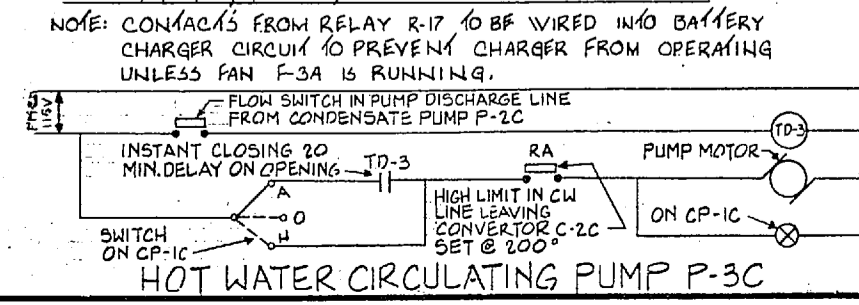 NOTE: CONTACTS FROM RELAY R-17 TO BE WIRED INTO BATTERY
CHARGER CIRCUIT TO PREVENT CHARGER FROM OPERATING
UNLESS FAN F-3A IS RUNNING.
115V
FLOW SWITCH IN PUMP DISCHARGE LINE
FROM CONDENSATE PUMP P-2C
TD-3
INSTANT CLOSING 20
MIN. DELAY ON OPENING
TD-3
RA
PUMP MOTOR
A
O
H
HIGH LIMIT IN CW
LINE LEAVING
CONVERTOR C-2C
SET @ 200°
ON CP-1C
SWITCH
ON CP-1C
HOT WATER CIRCULATING PUMP P-3C